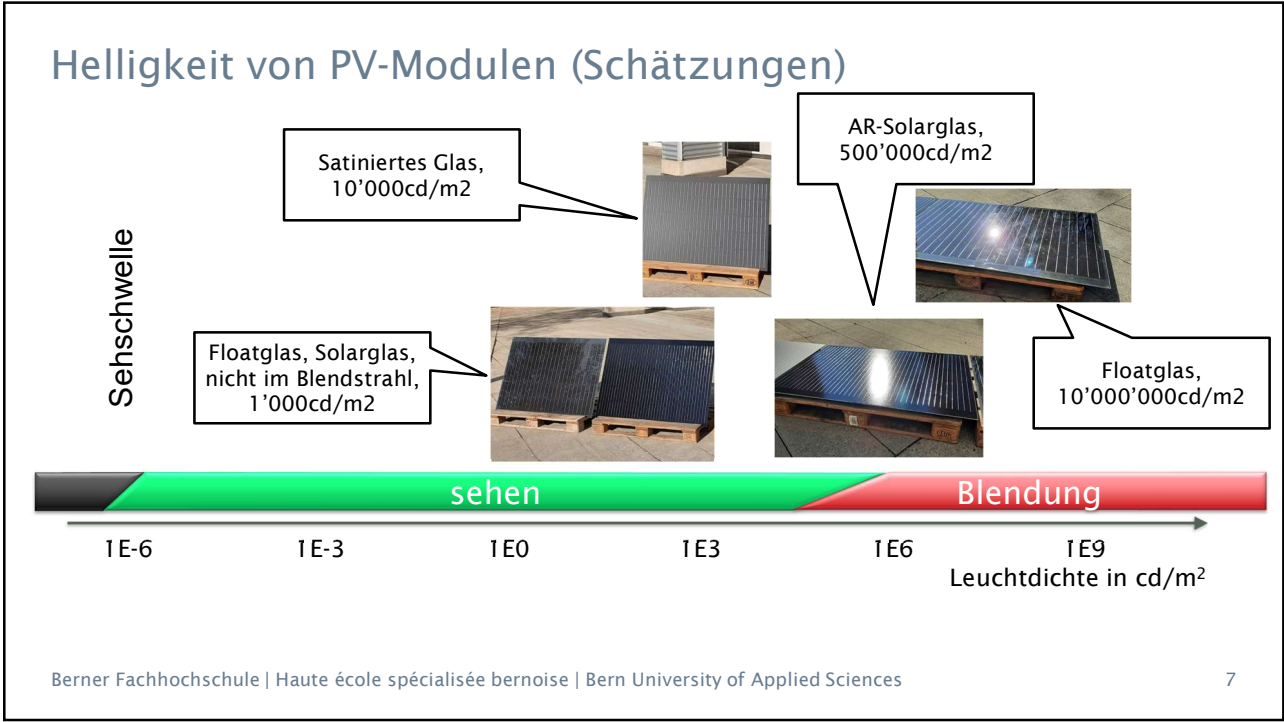 Helligkeit von PV-Modulen (Schätzungen)
Satiniertes Glas,
10’000cd/m2
AR-Solarglas,
500’000cd/m2
Sehschwelle
Floatglas, Solarglas,
nicht im Blendstrahl,
1’000cd/m2
Floatglas,
10’000’000cd/m2
sehen
Blendung
1E-6 1E-3 1E0 1E3 1E6 1E9
Leuchtdichte in cd/m²
Berner Fachhochschule | Haute école spécialisée bernoise | Bern University of Applied Sciences 7